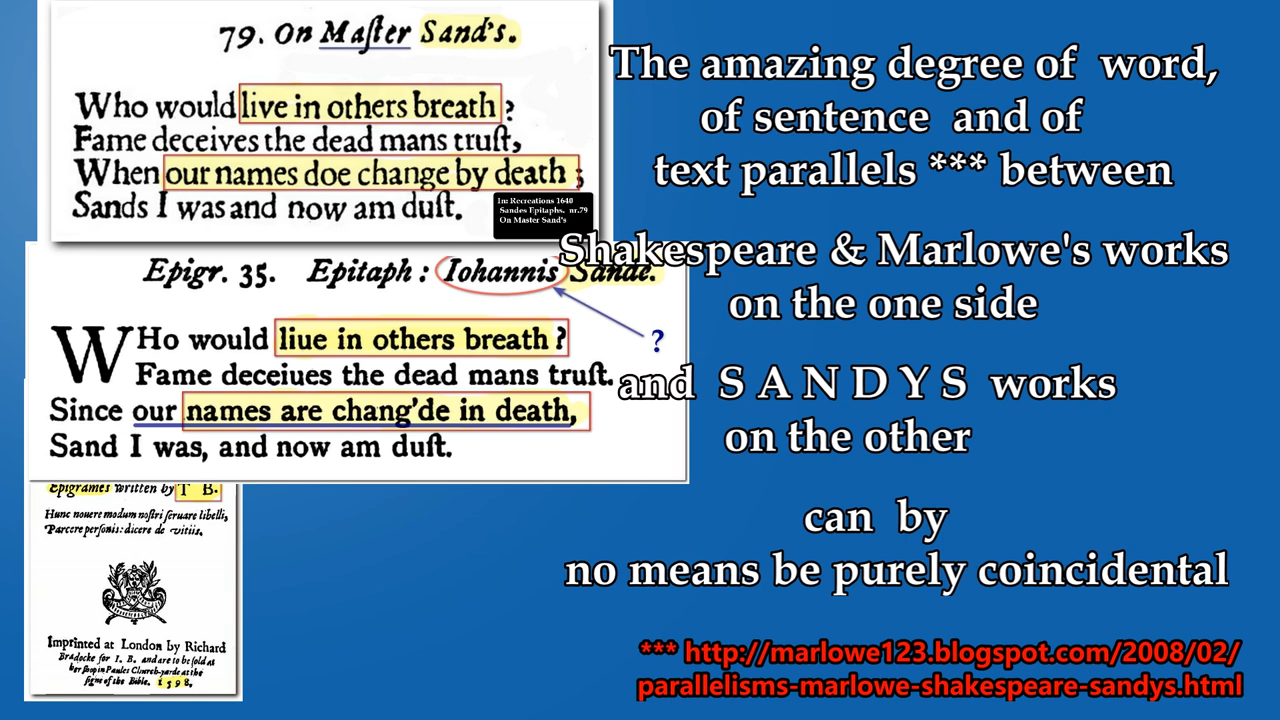 79. On Maſter Sand's.
Who would live in others breath ?
Fame deceives the dead mans truſt,
When our names doe change by death ;
Sands I was and now am duſt.
In: Recreations 1640
Sandes Epitaphs. nr.79
On Master Sand's
Epigr. 35. Epitaph : Iohannis Sande.
WHo would liue in others breath ?
Fame deceiues the dead mans truſt.
Since our names are chang'de in death,
Sand I was, and now am duſt.
?
Epigrames written by T B.
Hunc nouere modum noſtri ſeruare libelli,
Parcere perſonis: dicere de vitiis.
Imprinted at London by Richard
Bradocke for I. B. and are to be ſold at
her ſhop in Paules Church-yarde at the
ſigne of the Bible. 1598.
The amazing degree of word,
of sentence and of
text parallels *** between
Shakespeare & Marlowe's works
on the one side
and S A N D Y S works
on the other
can by
no means be purely coincidental
*** http://marlowe123.blogspot.com/2008/02/
parallelisms-marlowe-shakespeare-sandys.html